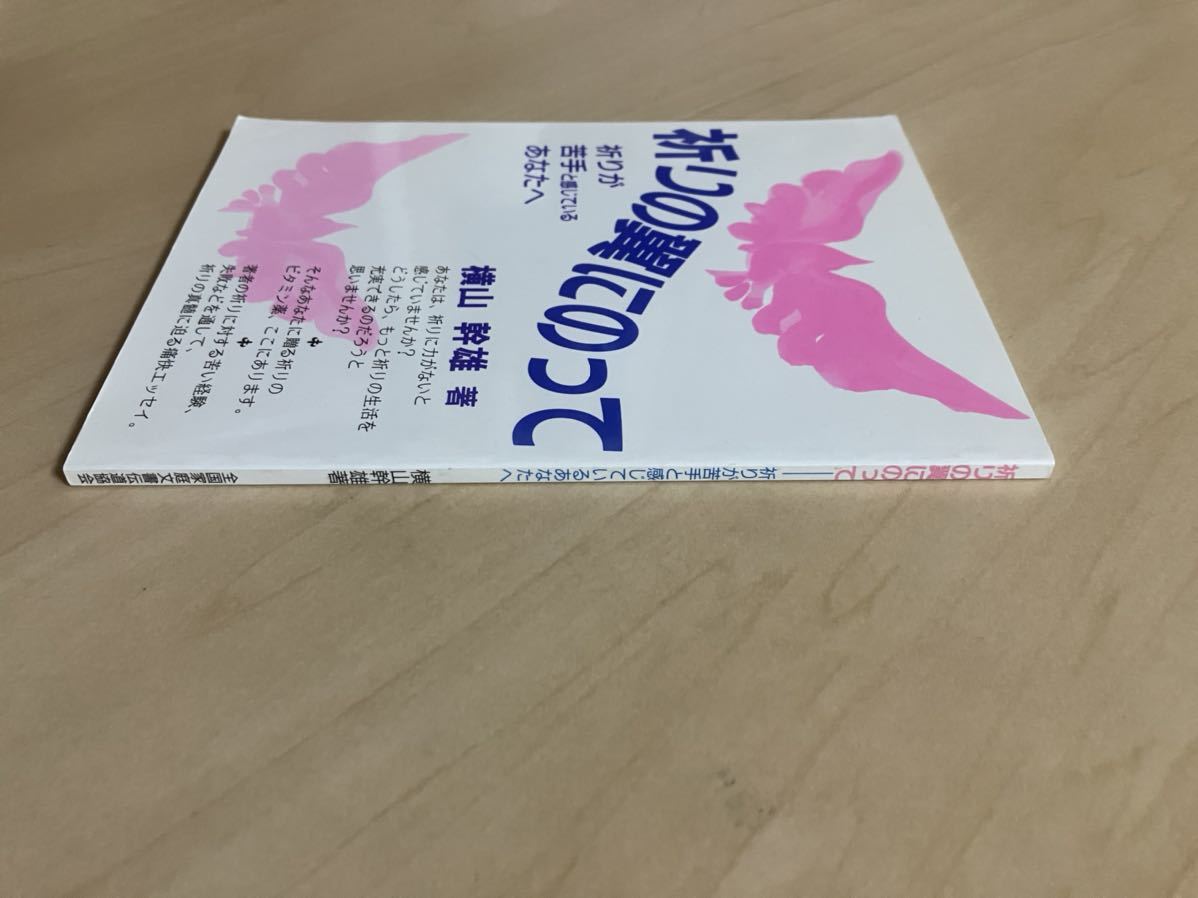 祈りの翼にのって
祈りが
苦手と感じている
あなたへ
横山 幹雄 著
あなたは、祈りに力がないと
感じていませんか?
どうしたら、もっと祈りの生活を
充実できるのだろうと
思いませんか?
そんなあなたに贈る祈りの
ビタミン薬、ここにあります。
著者の祈りに対する苦い経験、
失敗などを通して、
祈りの真髄に迫る痛快エッセイ。
祈りの翼にのって
――祈りが苦手と感じているあなたへ
横山幹雄著
全国家庭文書伝道協会